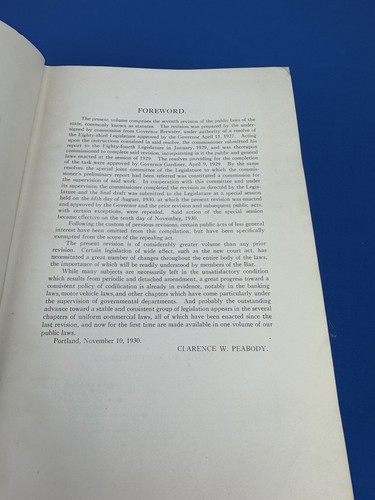 FOREWORD.
The present volume comprises the seventh revision of the public laws of the
state, commonly known as statutes. The revision was prepared by the under-
signed by commission from Governor Brewster, under authority of a resolve of
the Eighty-third Legislature approved by the Governor April 13, 1927. Acting
upon the instructions contained in said resolve, the commissioner submitted his
report to the Eighty-fourth Legislature in January, 1929, and was thereupon
commissioned to complete said revision, incorporating in it the public and general
laws enacted at the session of 1929. The resolves providing for the completion
of the task were approved by Governor Gardiner, April 9, 1929. By the same
resolves the special joint committee of the Legislature to which the commis-
sioner's preliminary report had been referred was constituted a commission for
the supervision of said work. In cooperation with this committee and under
its supervision the commissioner completed the revision as directed by the Legis-
lature and the final draft was submitted to the Legislature at a special session
held on the day of August, 1930, at which the present revision was enacted
and approved by the Governor and the prior revision and subsequent public acts,
with certain exceptions, were repealed. Said action of the special session
became effective on the tenth day of November, 1930.
Following the custom of previous revisions, certain public acts of less general
interest have been omitted from this compilation, but have been specifically
exempted from the scope of the repealing act.
The present revision is of considerably greater volume than any prior
revision. Certain legislation of wide effect, such as the new court act, has
necessitated a great number of changes throughout the entire body of the laws,
the importance of which will be readily understood by members of the Bar.
While many subjects are necessarily left in the unsatisfactory condition
which results from periodic and detached amendment, a great progress toward a
consistent policy of codification is already in evidence, notably in the banking
laws, motor vehicle laws, and other chapters which have come particularly under
the supervision of governmental departments. And probably the outstanding
advance toward a stable and consistent group of legislation appears in the several
chapters of uniform commercial laws, all of which have been enacted since the
last revision, and now for the first time are made available in one volume of our
public laws.
Portland, November 10, 1930.
CLARENCE W. PEABODY.